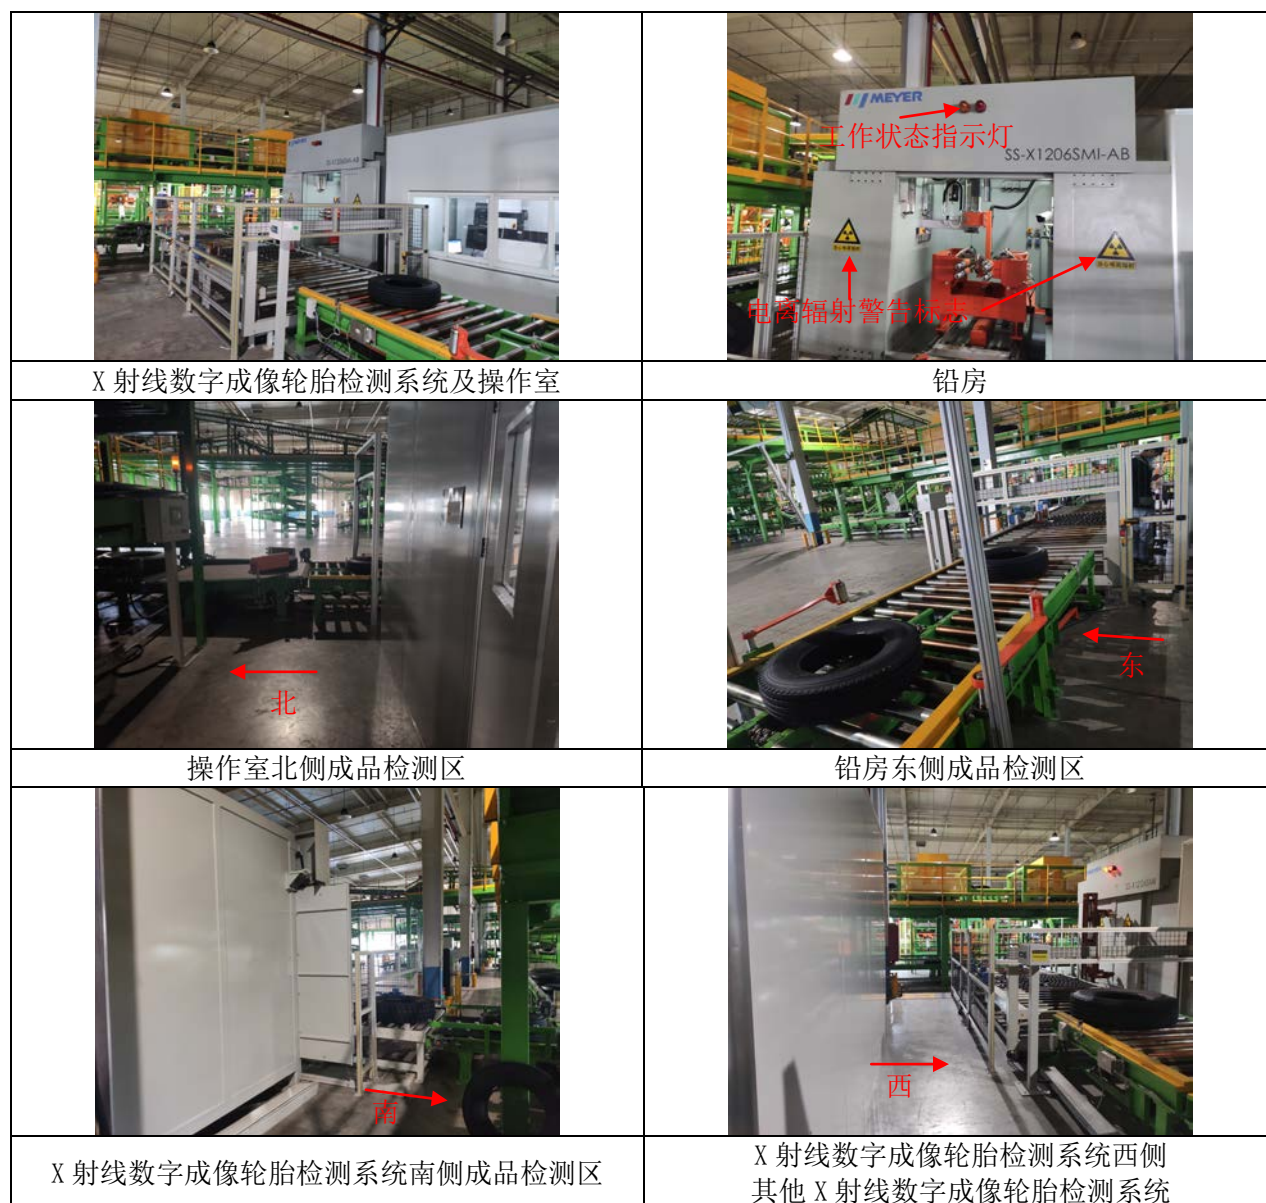 MEYER
工作状态指示灯
SS-X1206SMI-AB
SS-X1206SMI-AB
电离辐射警告标志
X 射线数字成像轮胎检测系统及操作室
铅房
北
东
操作室北侧成品检测区
铅房东侧成品检测区
南
西
X 射线数字成像轮胎检测系统南侧成品检测区
X 射线数字成像轮胎检测系统西侧
其他 X 射线数字成像轮胎检测系统